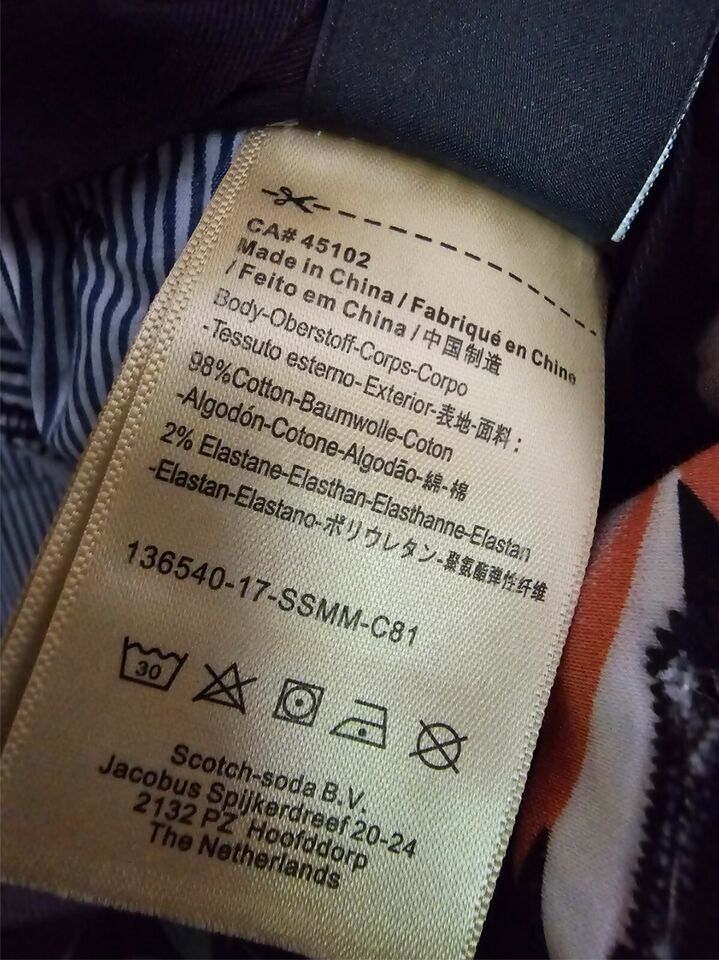 CA# 45102
Made in China / Fabriqué en Chine
/ Feito em China / 中国制造
Body-Oberstoff-Corps-Corpo
-Tessuto esterno-Exterior-表地-面料：
98%Cotton-Baumwolle-Coton
-Algodón-Cotone-Algodão-綿-棉
2% Elastane-Elasthan-Elasthanne-Elastan
-Elastan-Elastano-ポリウレタン-聚氨酯弹性纤维
136540-17-SSMM-C81
30
Scotch-soda B.V.
Jacobus Spijkerdreef 20-24
2132 PZ Hoofddorp
The Netherlands